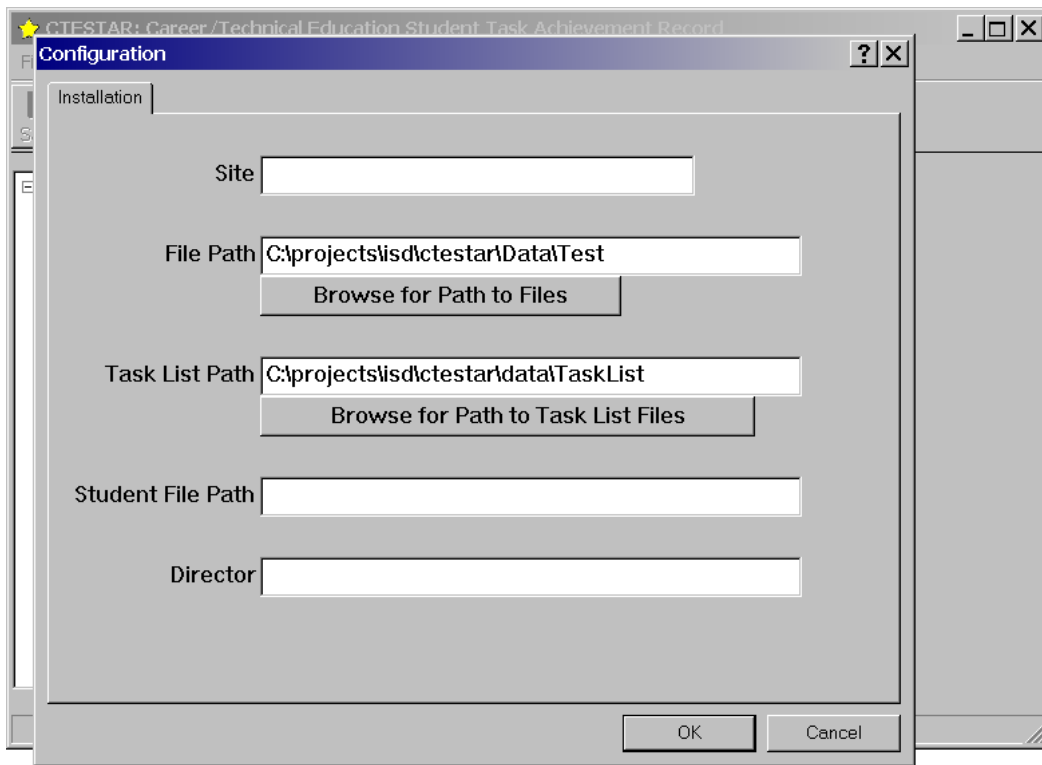 CTESTAR: Career/Technical Education Student Task Achievement Record
Configuration
Installation
Site
File Path C:\projects\isd\ctestar\Data\Test
Browse for Path to Files
Task List Path C:\projects\isd\ctestar\data\TaskList
Browse for Path to Task List Files
Student File Path
Director
OK Cancel